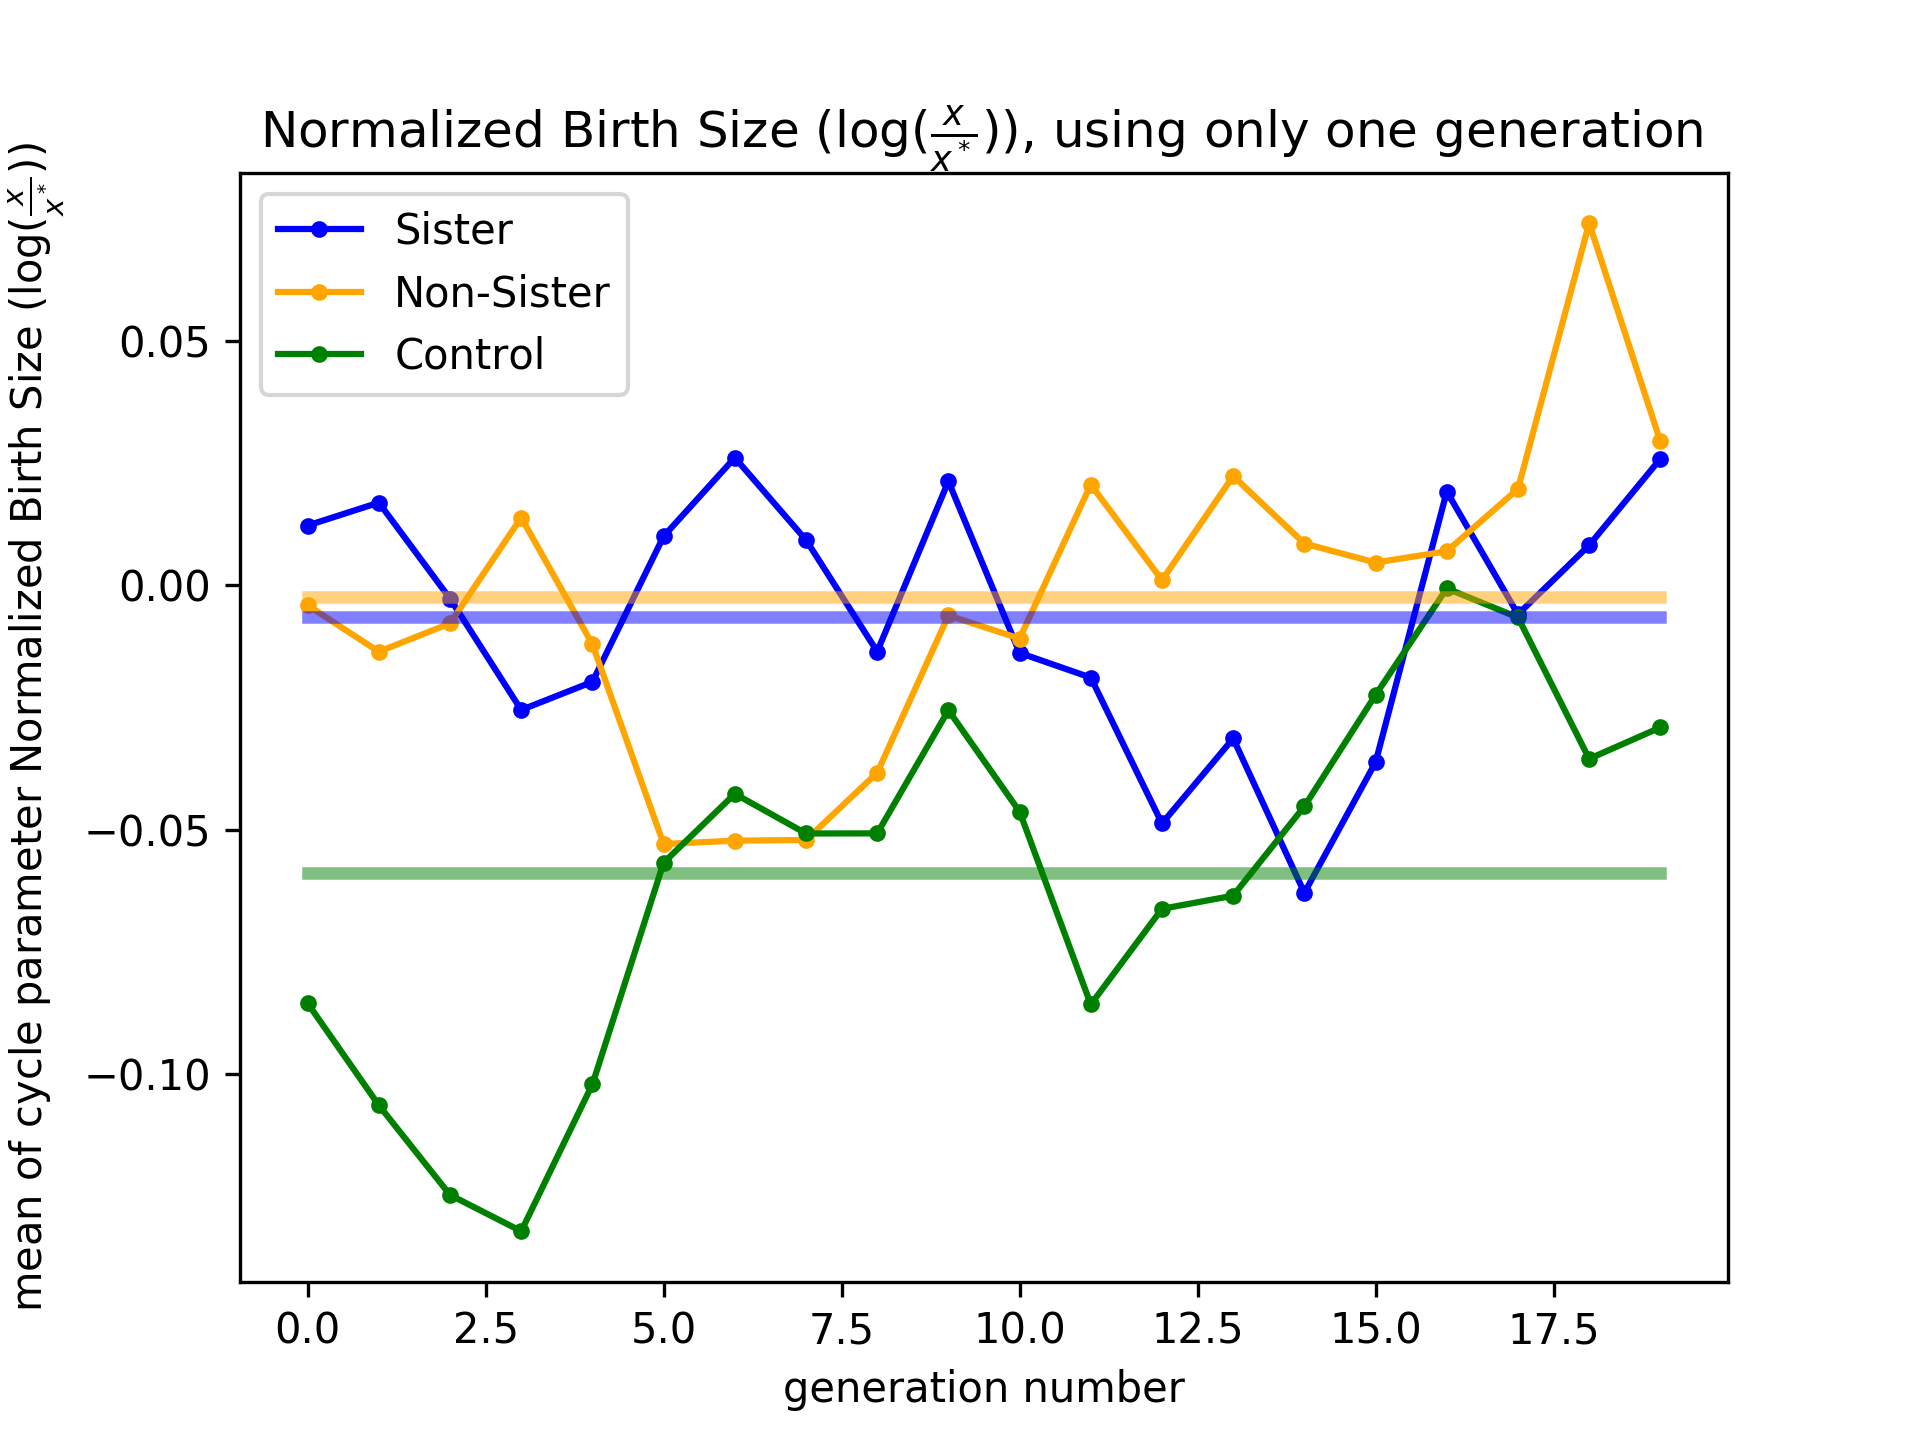 Normalized Birth Size (log(x/x*)), using only one generation
mean of cycle parameter Normalized Birth Size (log(x/x*))
Sister
Non-Sister
Control
0.05
0.00
−0.05
−0.10
0.0 2.5 5.0 7.5 10.0 12.5 15.0 17.5
generation number